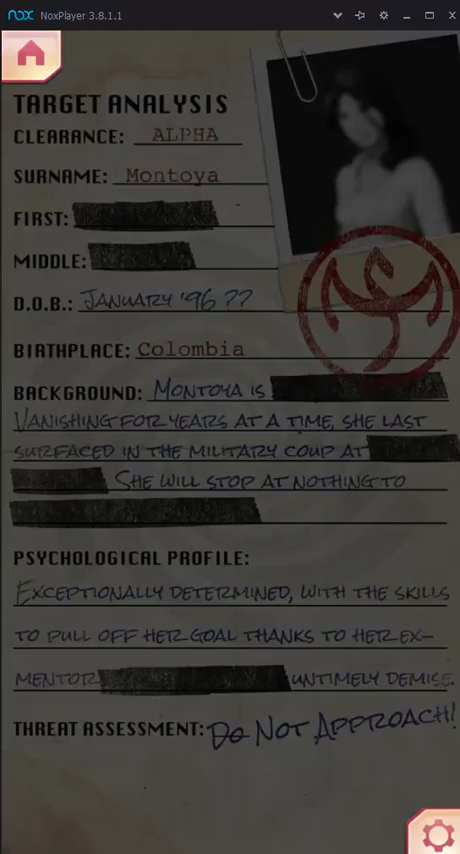 nox NoxPlayer 3.8.1.1
TARGET ANALYSIS
CLEARANCE: ALPHA
SURNAME: Montoya
FIRST:
MIDDLE:
D.O.B.: JANUARY '96 ??
BIRTHPLACE: Colombia
BACKGROUND: MONTOYA IS
VANISHING FOR YEARS AT A TIME, SHE LAST
SURFACED IN THE MILITARY COUP AT
SHE WILL STOP AT NOTHING TO
PSYCHOLOGICAL PROFILE:
EXCEPTIONALLY DETERMINED, WITH THE SKILLS
TO PULL OFF HER GOAL THANKS TO HER EX-
MENTOR UNTIMELY DEMISE.
THREAT ASSESSMENT: DO NOT APPROACH!